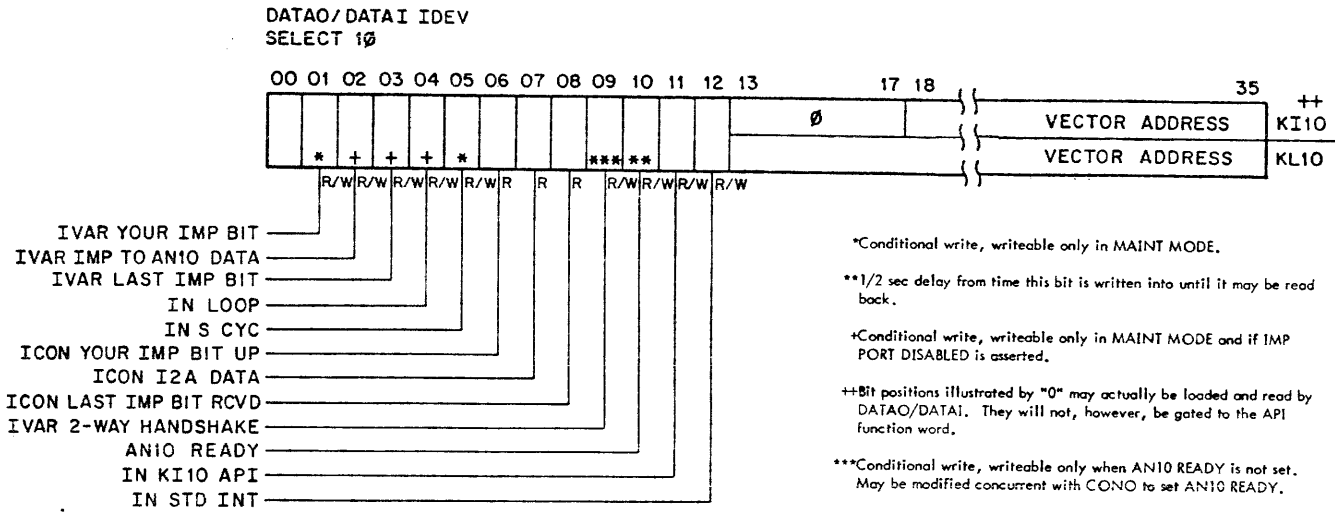 DATAO/DATAI IDEV
SELECT 1Ø
00 01 02 03 04 05 06 07 08 09 10 11 12 13 17 18 35
++
Ø VECTOR ADDRESS KI10
VECTOR ADDRESS KL10
* + + + * *** **
R/W R/W R/W R/W R/W R R R R/W R/W R/W R/W
IVAR YOUR IMP BIT
IVAR IMP TO AN10 DATA
IVAR LAST IMP BIT
IN LOOP
IN S CYC
ICON YOUR IMP BIT UP
ICON I2A DATA
ICON LAST IMP BIT RCVD
IVAR 2-WAY HANDSHAKE
AN10 READY
IN KI10 API
IN STD INT
*Conditional write, writeable only in MAINT MODE.
**1/2 sec delay from time this bit is written into until it may be read
back.
+Conditional write, writeable only in MAINT MODE and if IMP
PORT DISABLED is asserted.
++Bit positions illustrated by "0" may actually be loaded and read by
DATAO/DATAI. They will not, however, be gated to the API
function word.
***Conditional write, writeable only when AN10 READY is not set.
May be modified concurrent with CONO to set AN10 READY.